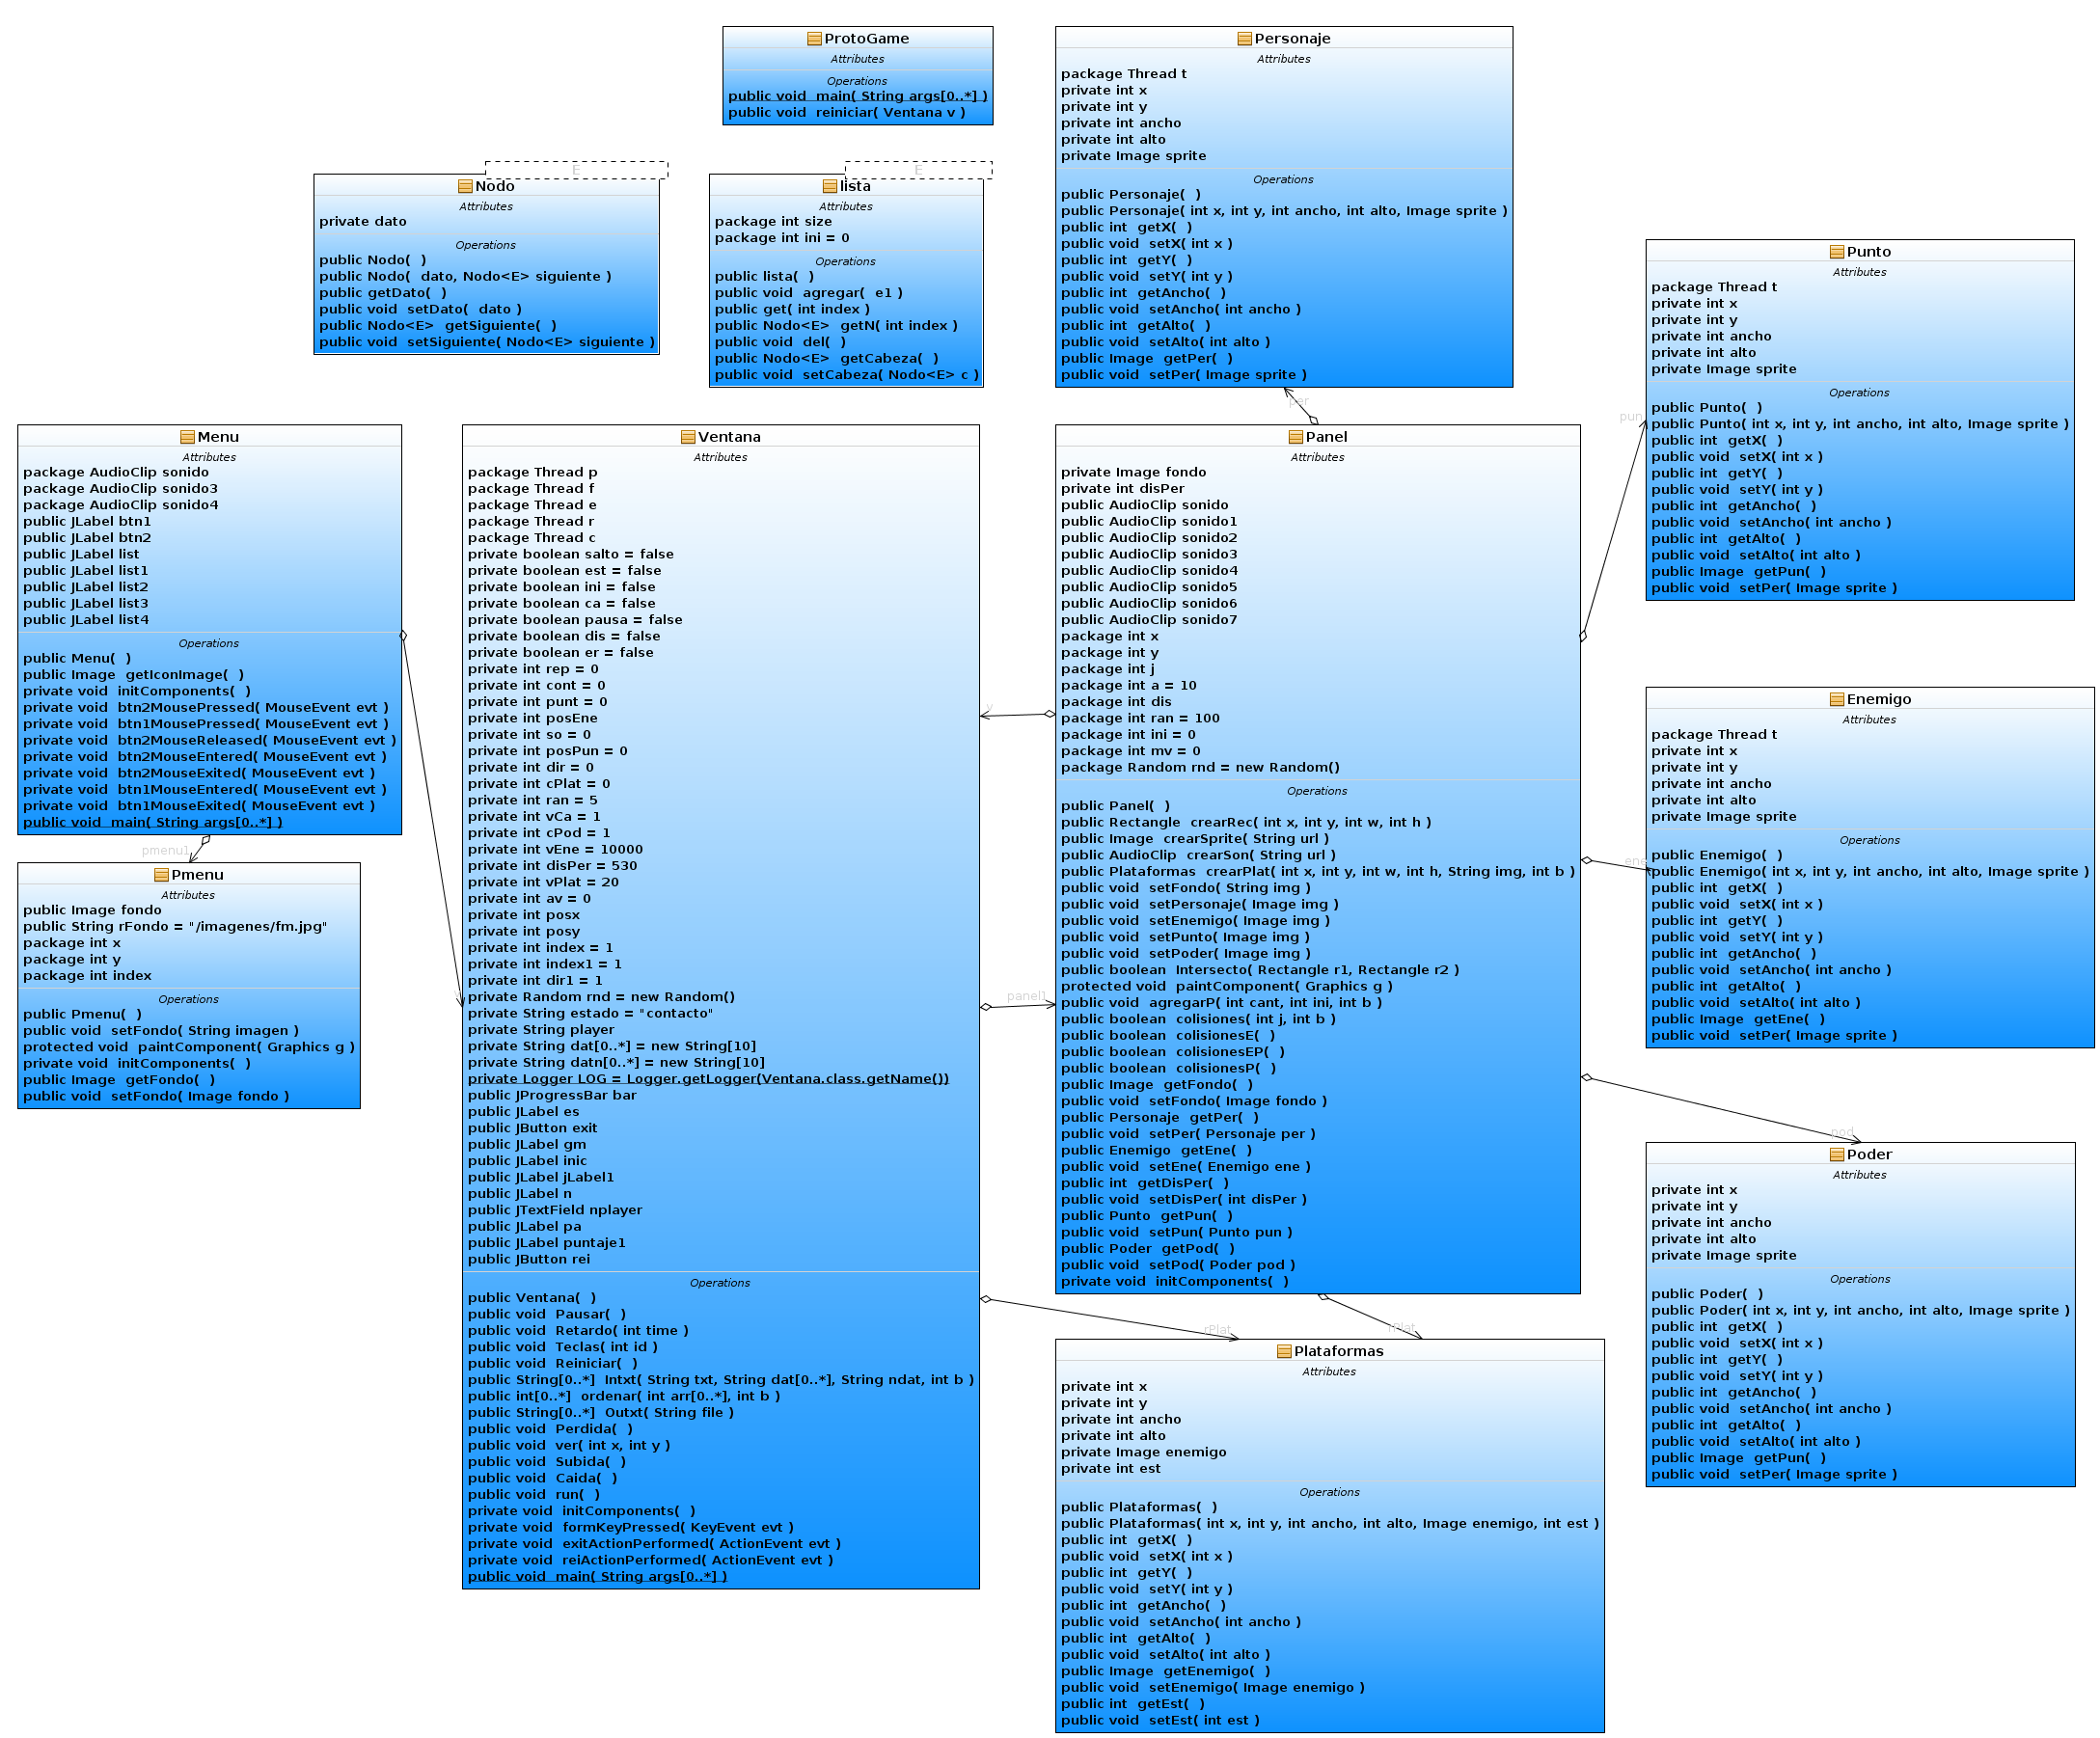 ProtoGame
Attributes
Operations
public void  main( String args[0..*] )
public void  reiniciar( Ventana v )
Personaje
Attributes
package Thread t
private int x
private int y
private int ancho
private int alto
private Image sprite
Operations
public Personaje(  )
public Personaje( int x, int y, int ancho, int alto, Image sprite )
public int  getX(  )
public void  setX( int x )
public int  getY(  )
public void  setY( int y )
public int  getAncho(  )
public void  setAncho( int ancho )
public int  getAlto(  )
public void  setAlto( int alto )
public Image  getPer(  )
public void  setPer( Image sprite )
E
Nodo
Attributes
private dato
Operations
public Nodo(  )
public Nodo(  dato, Nodo<E> siguiente )
public getDato(  )
public void  setDato(  dato )
public Nodo<E>  getSiguiente(  )
public void  setSiguiente( Nodo<E> siguiente )
E
lista
Attributes
package int size
package int ini = 0
Operations
public lista(  )
public void  agregar(  e1 )
public get( int index )
public Nodo<E>  getN( int index )
public void  del(  )
public Nodo<E>  getCabeza(  )
public void  setCabeza( Nodo<E> c )
Punto
Attributes
package Thread t
private int x
private int y
private int ancho
private int alto
private Image sprite
Operations
public Punto(  )
public Punto( int x, int y, int ancho, int alto, Image sprite )
public int  getX(  )
public void  setX( int x )
public int  getY(  )
public void  setY( int y )
public int  getAncho(  )
public void  setAncho( int ancho )
public int  getAlto(  )
public void  setAlto( int alto )
public Image  getPun(  )
public void  setPer( Image sprite )
per
pun
Menu
Attributes
package AudioClip sonido
package AudioClip sonido3
package AudioClip sonido4
public JLabel btn1
public JLabel btn2
public JLabel list
public JLabel list1
public JLabel list2
public JLabel list3
public JLabel list4
Operations
public Menu(  )
public Image  getIconImage(  )
private void  initComponents(  )
private void  btn2MousePressed( MouseEvent evt )
private void  btn1MousePressed( MouseEvent evt )
private void  btn2MouseReleased( MouseEvent evt )
private void  btn2MouseEntered( MouseEvent evt )
private void  btn2MouseExited( MouseEvent evt )
private void  btn1MouseEntered( MouseEvent evt )
private void  btn1MouseExited( MouseEvent evt )
public void  main( String args[0..*] )
pmenu1
Pmenu
Attributes
public Image fondo
public String rFondo = "/imagenes/fm.jpg"
package int x
package int y
package int index
Operations
public Pmenu(  )
public void  setFondo( String imagen )
protected void  paintComponent( Graphics g )
private void  initComponents(  )
public Image  getFondo(  )
public void  setFondo( Image fondo )
Ventana
Attributes
package Thread p
package Thread f
package Thread e
package Thread r
package Thread c
private boolean salto = false
private boolean est = false
private boolean ini = false
private boolean ca = false
private boolean pausa = false
private boolean dis = false
private boolean er = false
private int rep = 0
private int cont = 0
private int punt = 0
private int posEne
private int so = 0
private int posPun = 0
private int dir = 0
private int cPlat = 0
private int ran = 5
private int vCa = 1
private int cPod = 1
private int vEne = 10000
private int disPer = 530
private int vPlat = 20
private int av = 0
private int posx
private int posy
private int index = 1
private int index1 = 1
private int dir1 = 1
private Random rnd = new Random()
private String estado = "contacto"
private String player
private String dat[0..*] = new String[10]
private String datn[0..*] = new String[10]
private Logger LOG = Logger.getLogger(Ventana.class.getName())
public JProgressBar bar
public JLabel es
public JButton exit
public JLabel gm
public JLabel inic
public JLabel jLabel1
public JLabel n
public JTextField nplayer
public JLabel pa
public JLabel puntaje1
public JButton rei
Operations
public Ventana(  )
public void  Pausar(  )
public void  Retardo( int time )
public void  Teclas( int id )
public void  Reiniciar(  )
public String[0..*]  Intxt( String txt, String dat[0..*], String ndat, int b )
public int[0..*]  ordenar( int arr[0..*], int b )
public String[0..*]  Outxt( String file )
public void  Perdida(  )
public void  ver( int x, int y )
public void  Subida(  )
public void  Caida(  )
public void  run(  )
private void  initComponents(  )
private void  formKeyPressed( KeyEvent evt )
private void  exitActionPerformed( ActionEvent evt )
private void  reiActionPerformed( ActionEvent evt )
public void  main( String args[0..*] )
v
panel1
rPlat
Panel
Attributes
private Image fondo
private int disPer
public AudioClip sonido
public AudioClip sonido1
public AudioClip sonido2
public AudioClip sonido3
public AudioClip sonido4
public AudioClip sonido5
public AudioClip sonido6
public AudioClip sonido7
package int x
package int y
package int j
package int a = 10
package int dis
package int ran = 100
package int ini = 0
package int mv = 0
package Random rnd = new Random()
Operations
public Panel(  )
public Rectangle  crearRec( int x, int y, int w, int h )
public Image  crearSprite( String url )
public AudioClip  crearSon( String url )
public Plataformas  crearPlat( int x, int y, int w, int h, String img, int b )
public void  setFondo( String img )
public void  setPersonaje( Image img )
public void  setEnemigo( Image img )
public void  setPunto( Image img )
public void  setPoder( Image img )
public boolean  Intersecto( Rectangle r1, Rectangle r2 )
protected void  paintComponent( Graphics g )
public void  agregarP( int cant, int ini, int b )
public boolean  colisiones( int j, int b )
public boolean  colisionesE(  )
public boolean  colisionesEP(  )
public boolean  colisionesP(  )
public Image  getFondo(  )
public void  setFondo( Image fondo )
public Personaje  getPer(  )
public void  setPer( Personaje per )
public Enemigo  getEne(  )
public void  setEne( Enemigo ene )
public int  getDisPer(  )
public void  setDisPer( int disPer )
public Punto  getPun(  )
public void  setPun( Punto pun )
public Poder  getPod(  )
public void  setPod( Poder pod )
private void  initComponents(  )
rPlat
Enemigo
Attributes
package Thread t
private int x
private int y
private int ancho
private int alto
private Image sprite
Operations
public Enemigo(  )
public Enemigo( int x, int y, int ancho, int alto, Image sprite )
public int  getX(  )
public void  setX( int x )
public int  getY(  )
public void  setY( int y )
public int  getAncho(  )
public void  setAncho( int ancho )
public int  getAlto(  )
public void  setAlto( int alto )
public Image  getEne(  )
public void  setPer( Image sprite )
ene
pod
Poder
Attributes
private int x
private int y
private int ancho
private int alto
private Image sprite
Operations
public Poder(  )
public Poder( int x, int y, int ancho, int alto, Image sprite )
public int  getX(  )
public void  setX( int x )
public int  getY(  )
public void  setY( int y )
public int  getAncho(  )
public void  setAncho( int ancho )
public int  getAlto(  )
public void  setAlto( int alto )
public Image  getPun(  )
public void  setPer( Image sprite )
Plataformas
Attributes
private int x
private int y
private int ancho
private int alto
private Image enemigo
private int est
Operations
public Plataformas(  )
public Plataformas( int x, int y, int ancho, int alto, Image enemigo, int est )
public int  getX(  )
public void  setX( int x )
public int  getY(  )
public void  setY( int y )
public int  getAncho(  )
public void  setAncho( int ancho )
public int  getAlto(  )
public void  setAlto( int alto )
public Image  getEnemigo(  )
public void  setEnemigo( Image enemigo )
public int  getEst(  )
public void  setEst( int est )